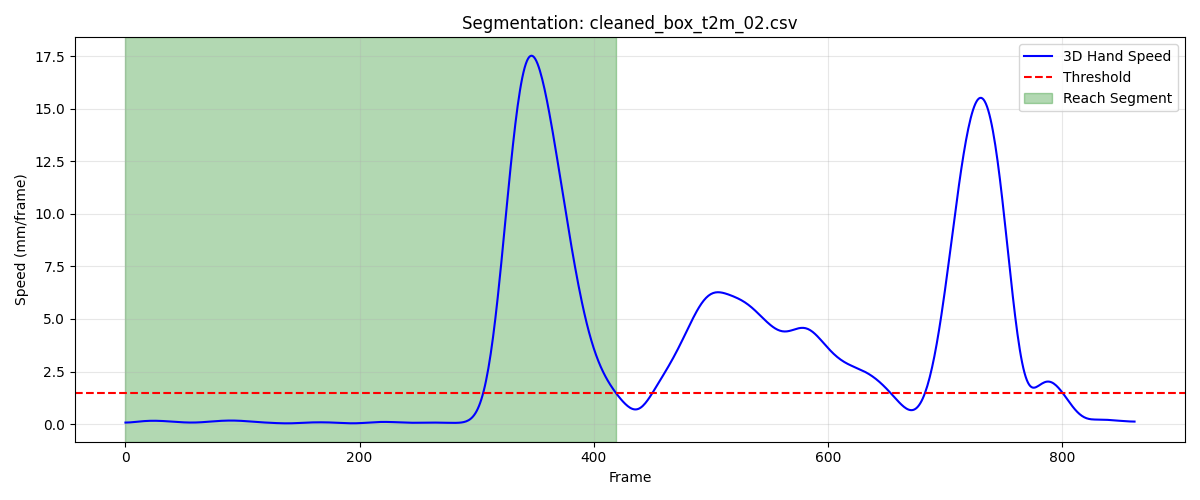 Segmentation: cleaned_box_t2m_02.csv
3D Hand Speed
Threshold
Reach Segment
Speed (mm/frame)
17.5
15.0
12.5
10.0
7.5
5.0
2.5
0.0
0 200 400 600 800
Frame